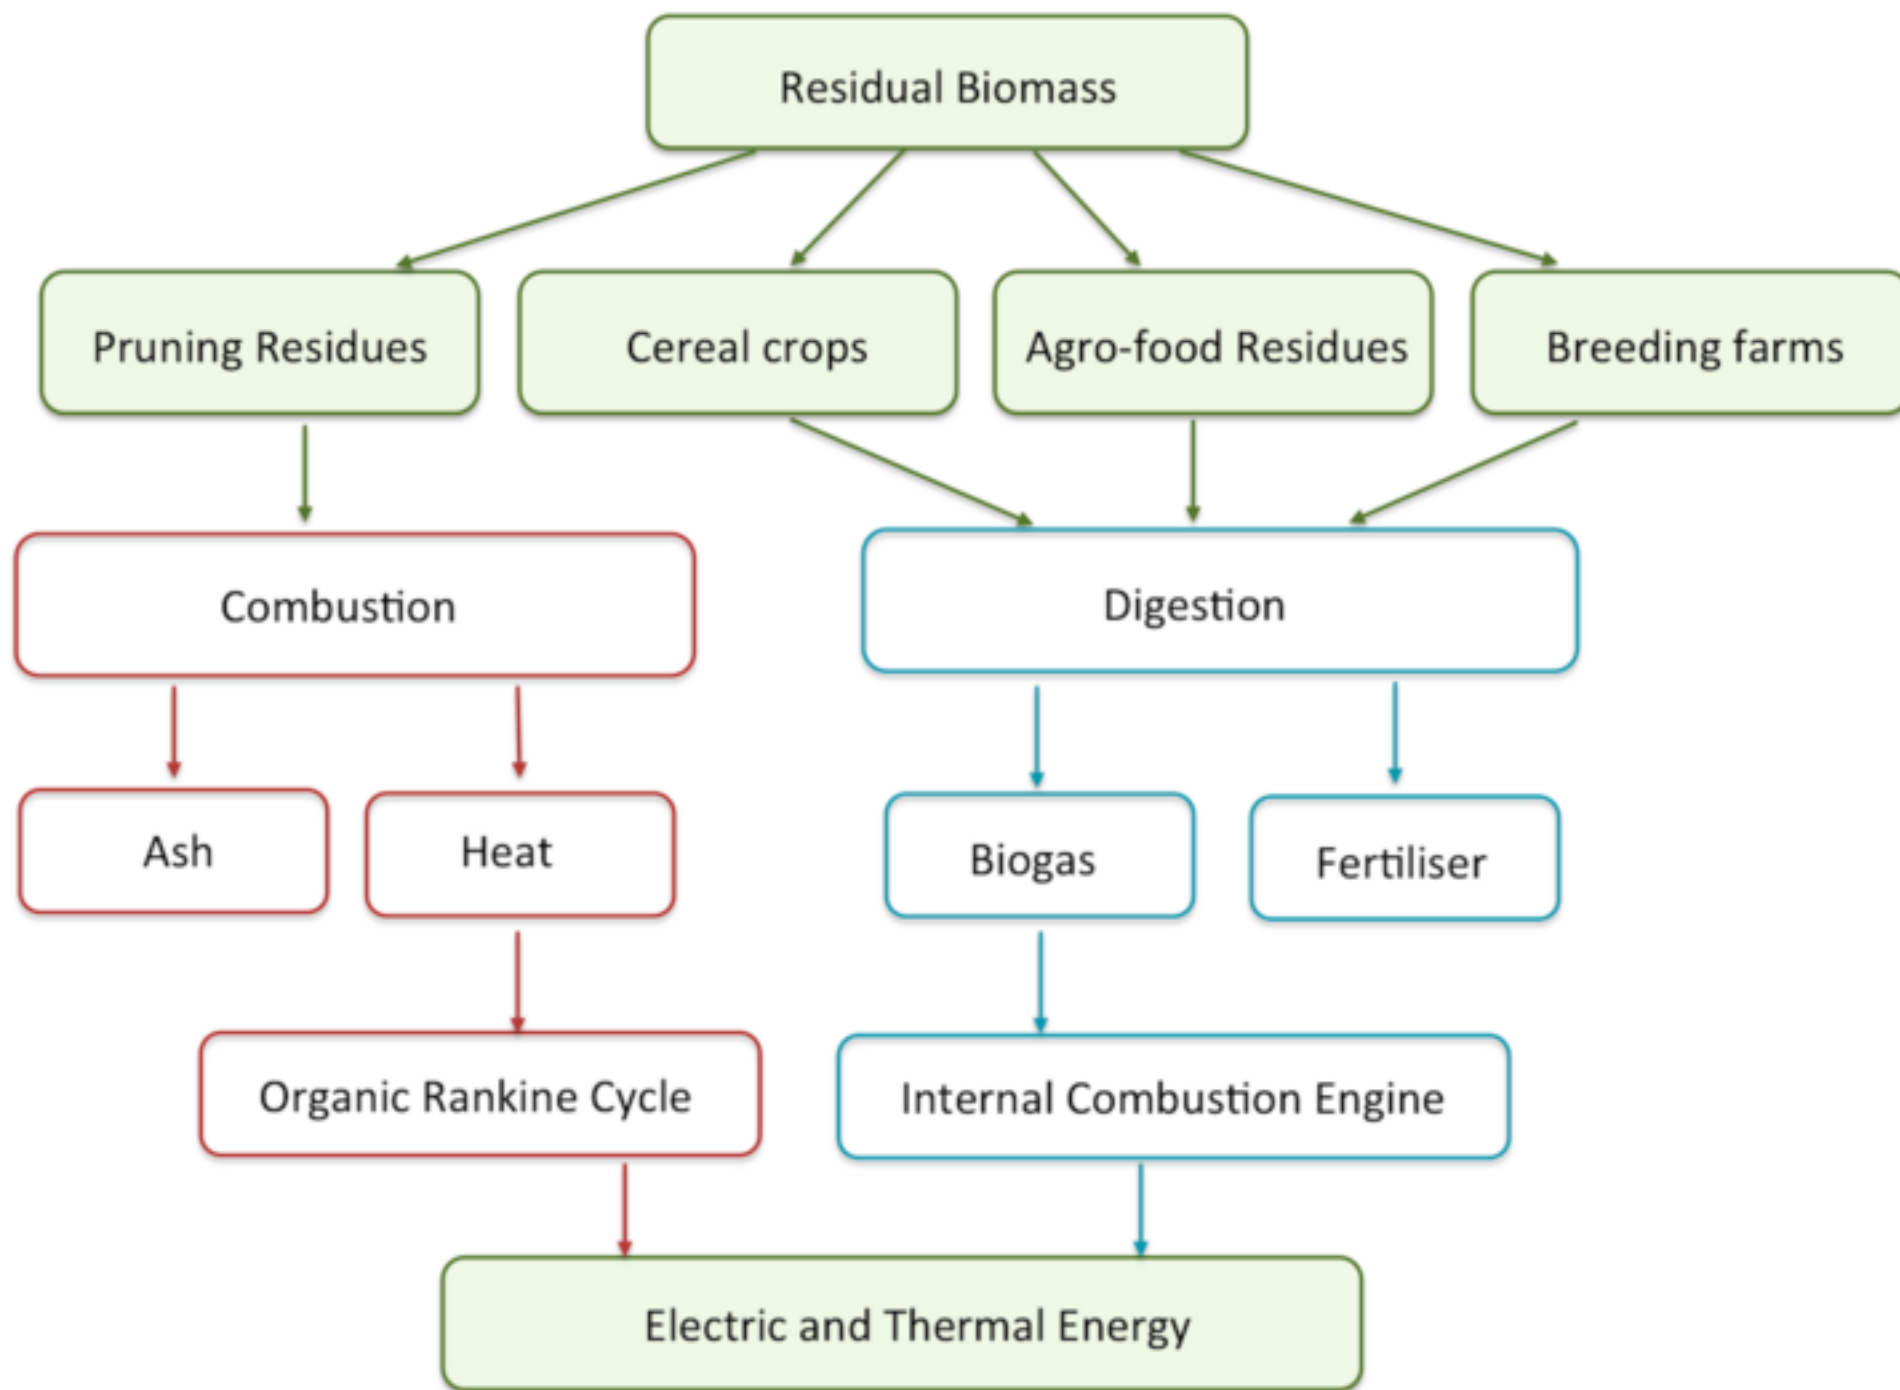 Residual Biomass
Pruning Residues
Cereal crops
Agro-food Residues
Breeding farms
Combustion
Digestion
Ash
Heat
Biogas
Fertiliser
Organic Rankine Cycle
Internal Combustion Engine
Electric and Thermal Energy